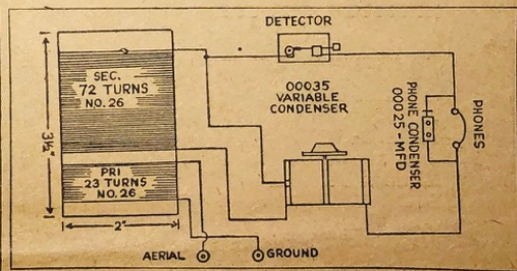 DETECTOR
SEC.
72 TURNS
NO. 26
00035
VARIABLE
CONDENSER
PHONE CONDENSER
00025-MFD
PHONES
3½"
PRI
23 TURNS
NO. 26
2"
AERIAL
GROUND